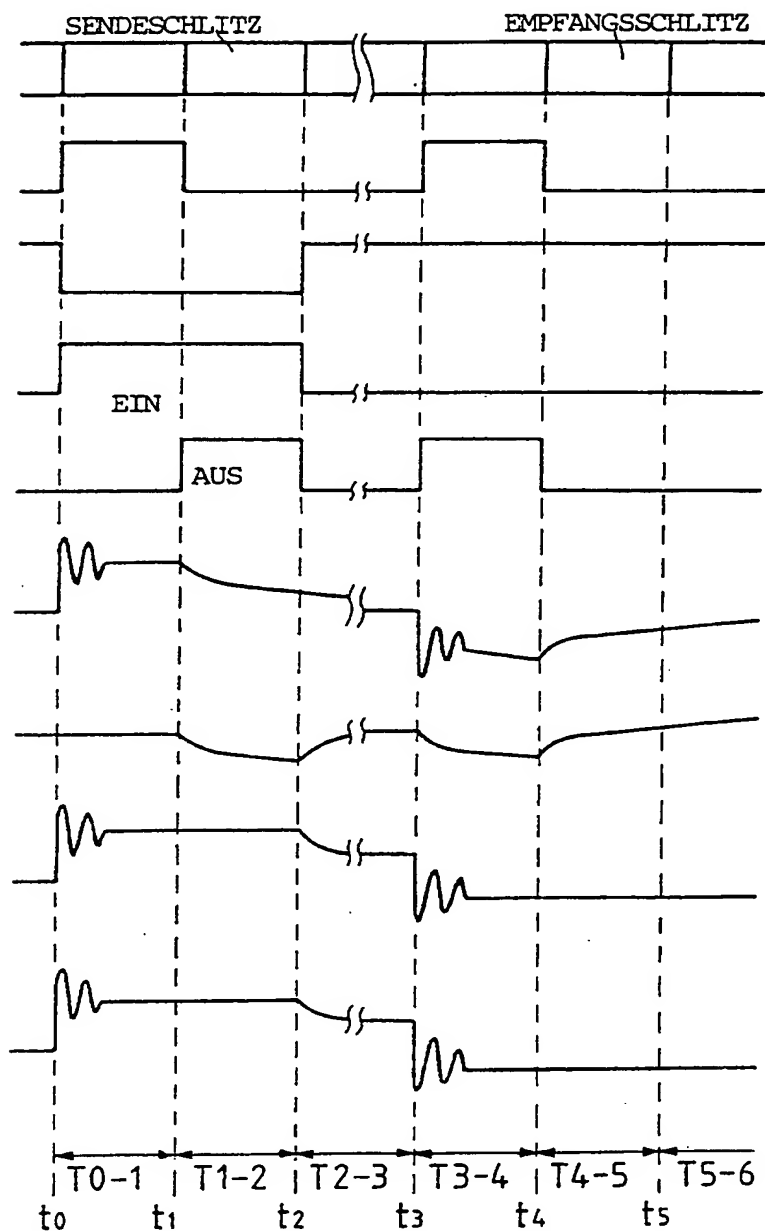 SENDESCHLITZ EMPFANGSSCHLITZ
EIN
AUS
T0-1 T1-2 T2-3 T3-4 T4-5 T5-6
t0 t1 t2 t3 t4 t5